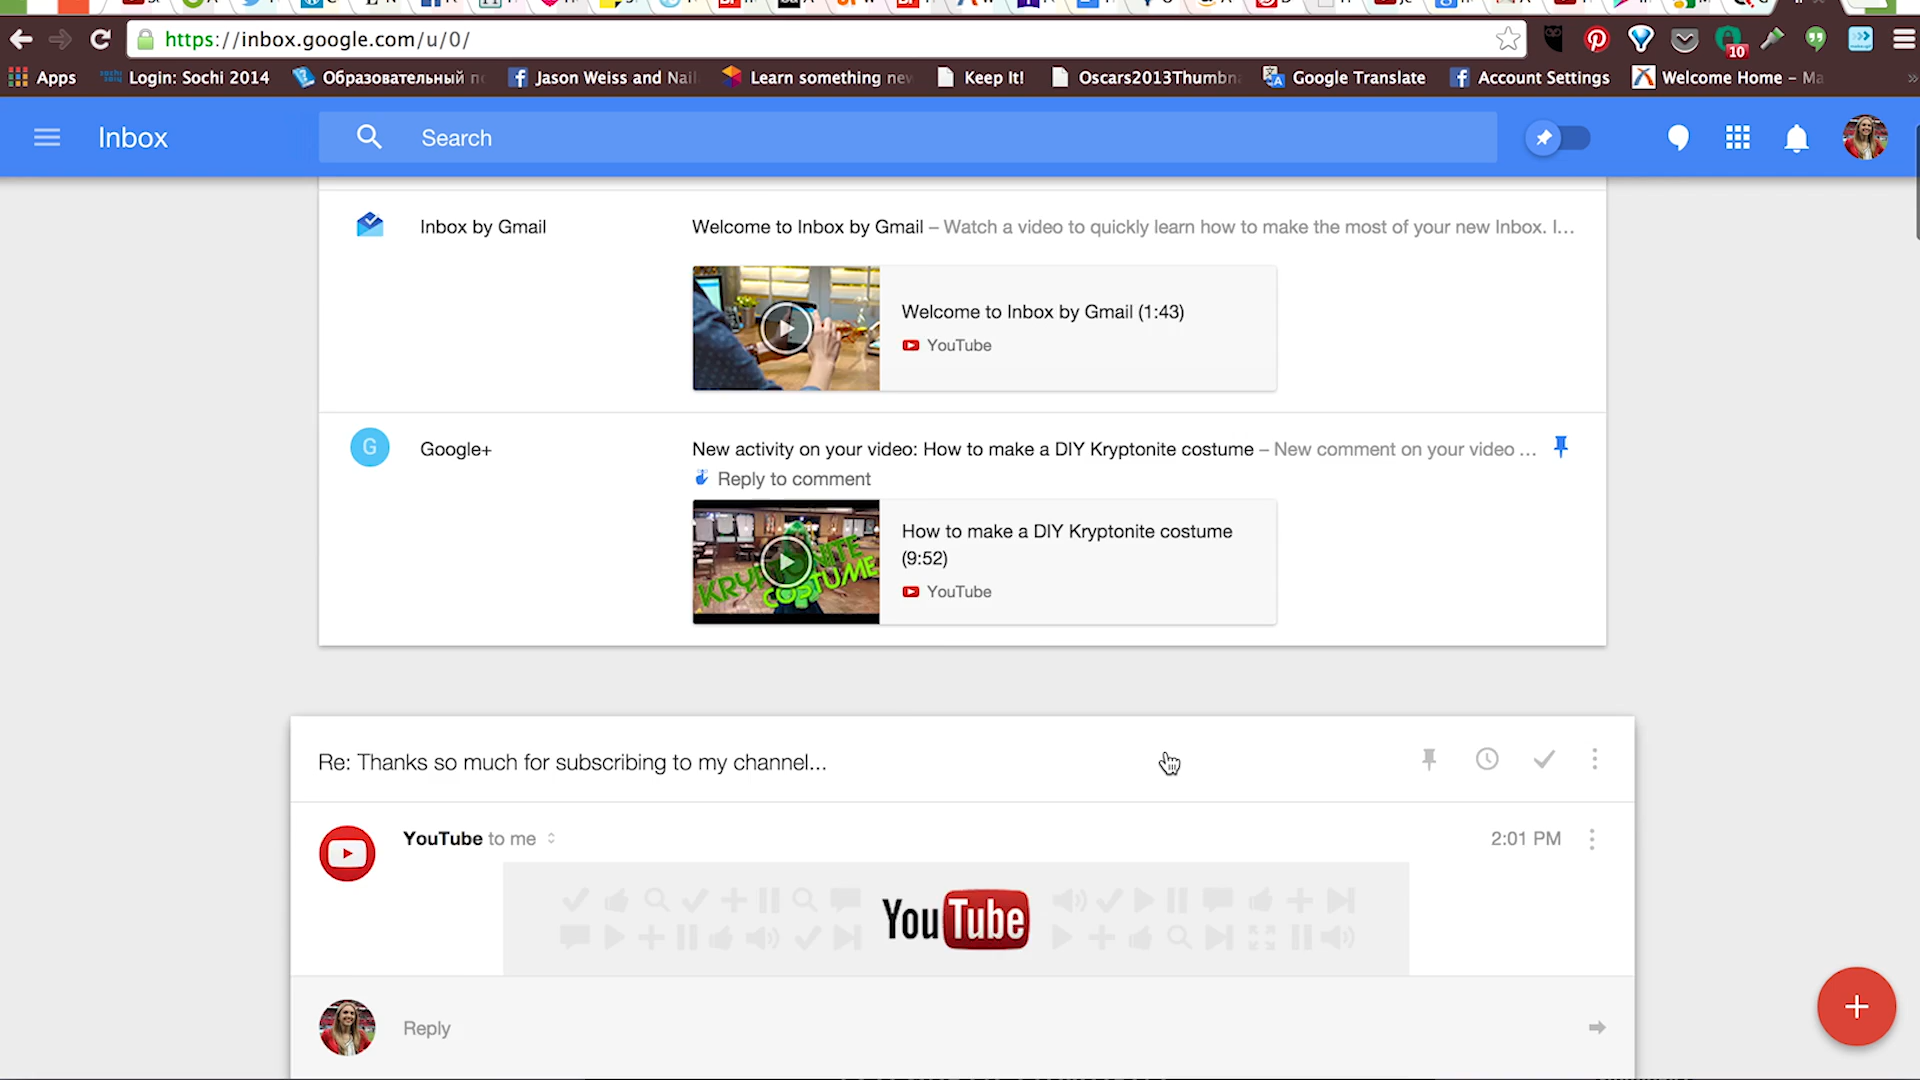 https://inbox.google.com/u/0/
10
Apps
Login: Sochi 2014
Образовательный
Jason Weiss and
Learn something
Keep It!
Google Translate
Account Settings
Welcome Home –
Inbox
Search
Inbox by Gmail
Welcome to Inbox by Gmail – Watch a video to quickly learn how to make the most of your new Inbox. I...
Welcome to Inbox by Gmail (1:43)
YouTube
G
Google+
New activity on your video: How to make a DIY Kryptonite costume – New comment on your video ...
Reply to comment
KRYPTONITE
COSTUME
How to make a DIY Kryptonite costume
(9:52)
YouTube
Re: Thanks so much for subscribing to my channel...
YouTube to me
2:01 PM
YouTube
Reply